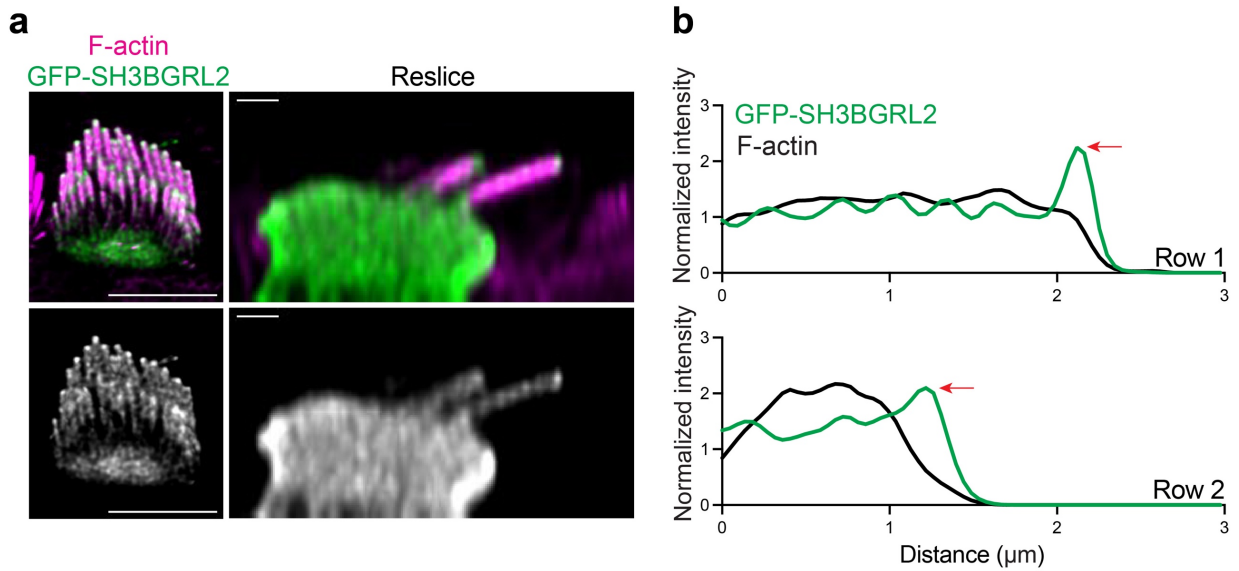 a
F-actin
GFP-SH3BGRL2
Reslice
b
Normalized intensity
3
2
1
0
GFP-SH3BGRL2
F-actin
Row 1
0
1
2
3
Normalized intensity
3
2
1
0
Row 2
0
1
2
3
Distance (μm)